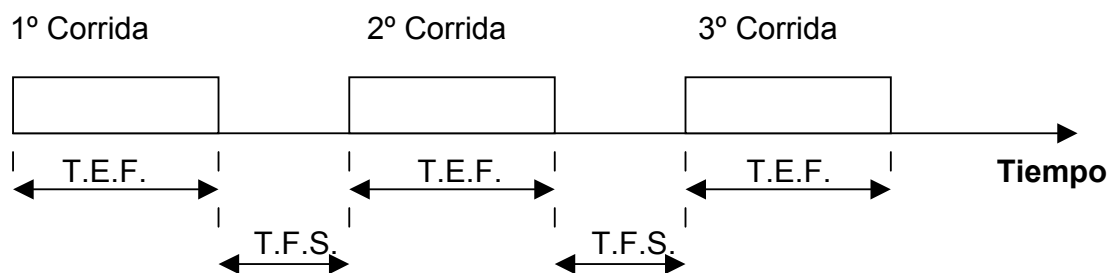 1º Corrida 2º Corrida 3º Corrida
T.E.F. T.E.F. T.E.F. Tiempo
T.F.S. T.F.S.